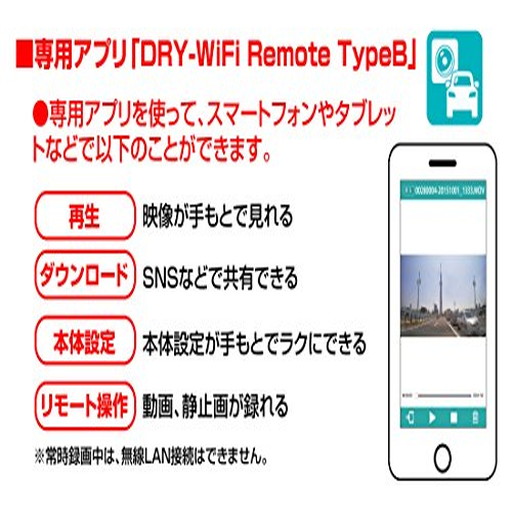 ■専用アプリ「DRY-WiFi Remote TypeB」
●専用アプリを使って、スマートフォンやタブレッ
トなどで以下のことができます。
再生 映像が手もとで見れる
ダウンロード SNSなどで共有できる
本体設定 本体設定が手もとでラクにできる
リモート操作 動画、静止画が録れる
※常時録画中は、無線LAN接続はできません。